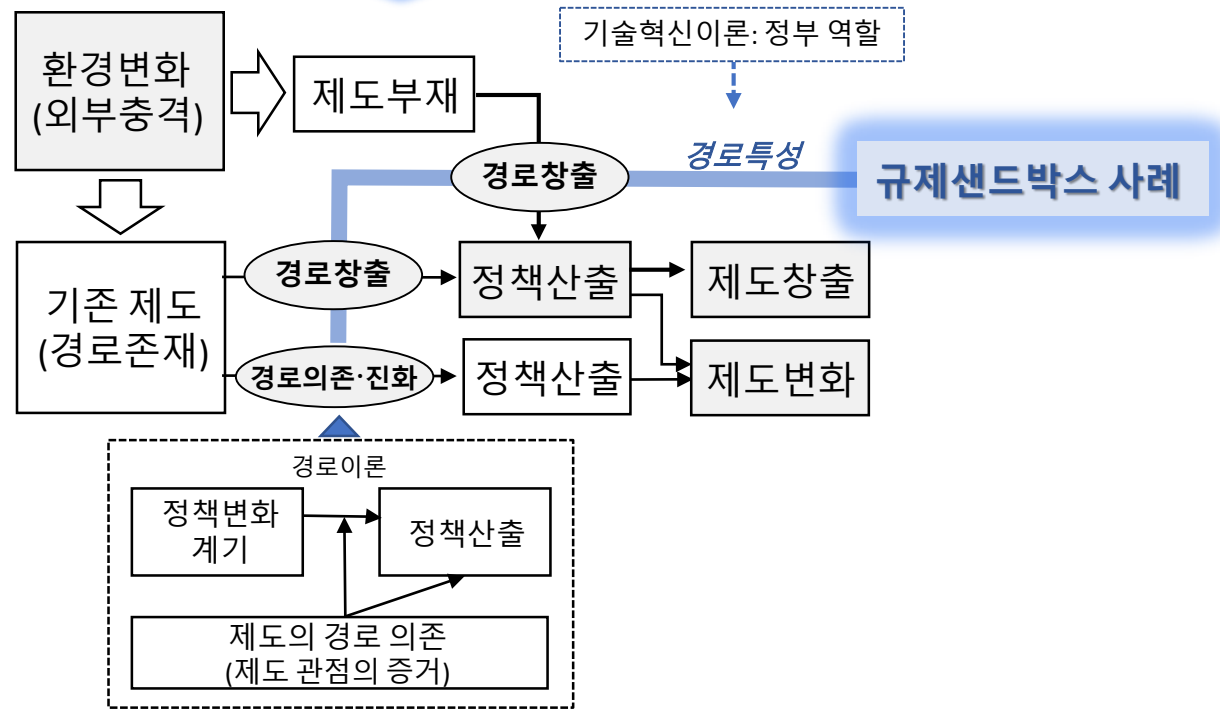 기술혁신이론: 정부 역할
환경변화
(외부충격)
제도부재
경로특성
경로창출
규제샌드박스 사례
기존 제도
(경로존재)
경로창출
정책산출
제도창출
경로의존·진화
정책산출
제도변화
경로이론
정책변화
계기
정책산출
제도의 경로 의존
(제도 관점의 증거)